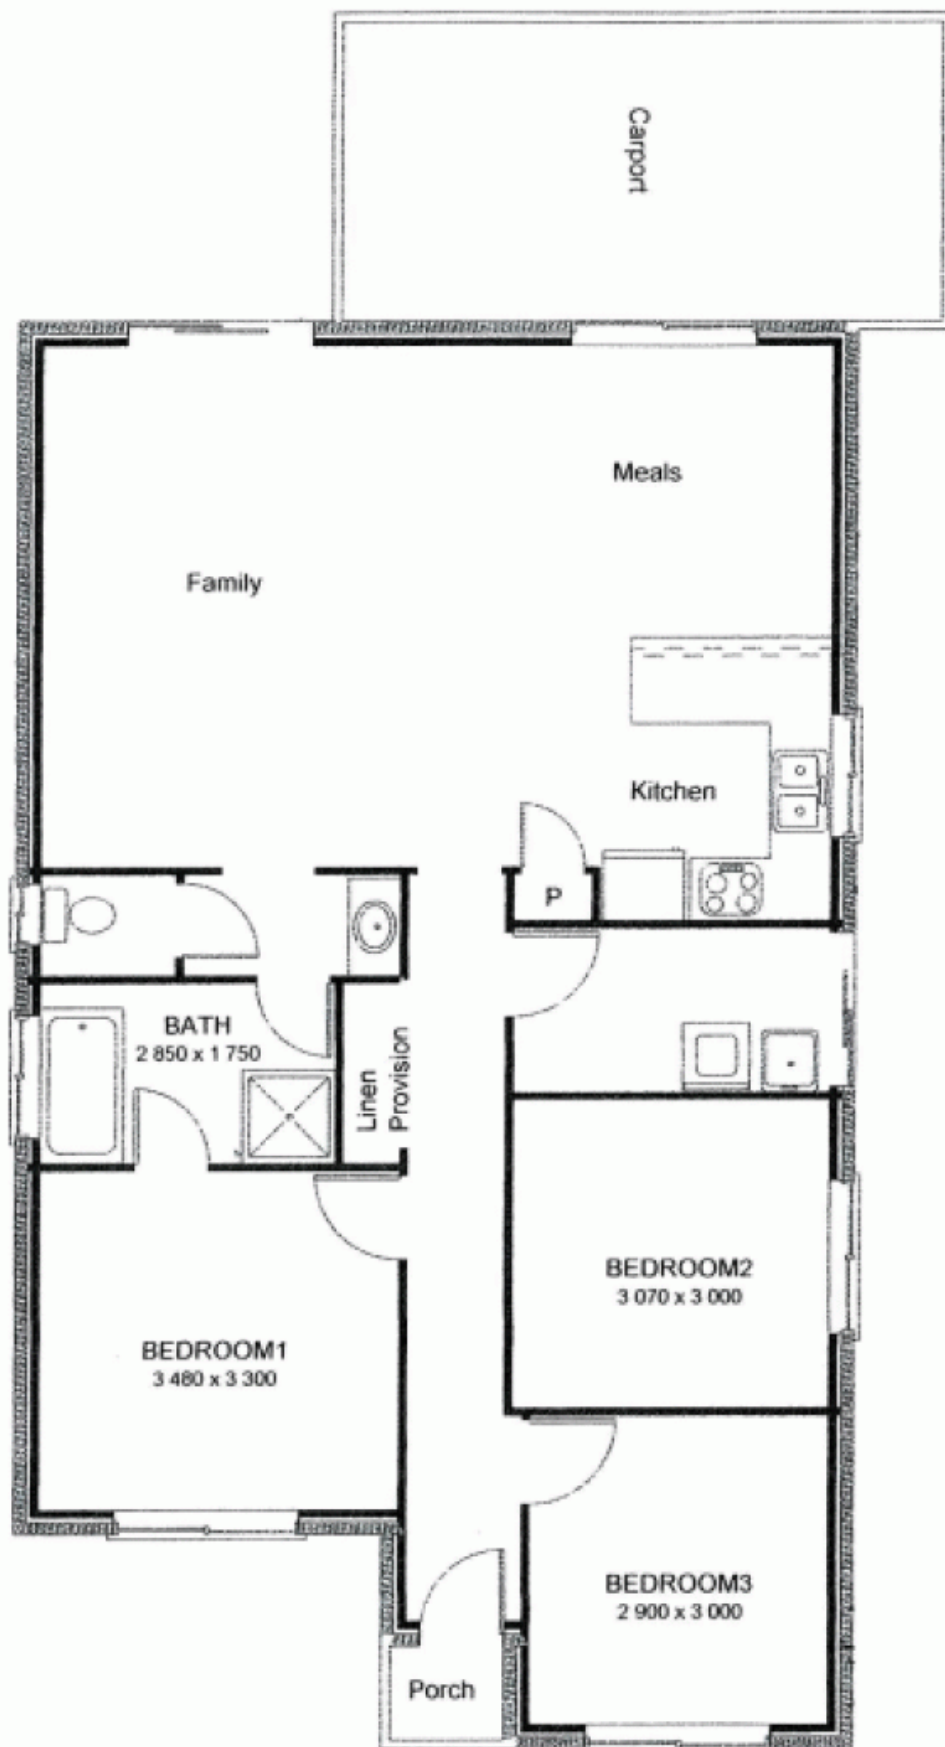 Carport
Meals
Family
Kitchen
P
BATH
2 850 x 1 750
Linen
Provision
BEDROOM2
3 070 x 3 000
BEDROOM1
3 480 x 3 300
BEDROOM3
2 900 x 3 000
Porch